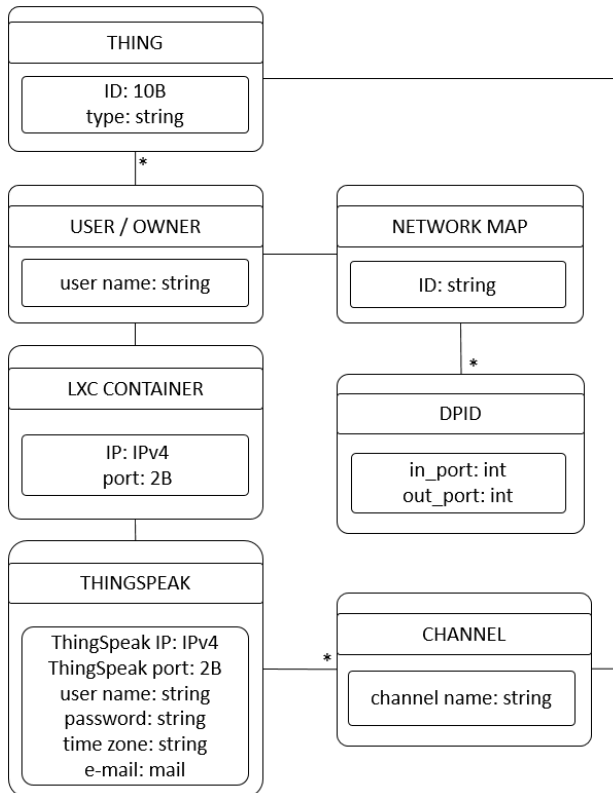 THING
ID: 10B
type: string
*
USER / OWNER
user name: string
NETWORK MAP
ID: string
*
LXC CONTAINER
IP: IPv4
port: 2B
DPID
in_port: int
out_port: int
THINGSPEAK
ThingSpeak IP: IPv4
ThingSpeak port: 2B
user name: string
password: string
time zone: string
e-mail: mail
*
CHANNEL
channel name: string